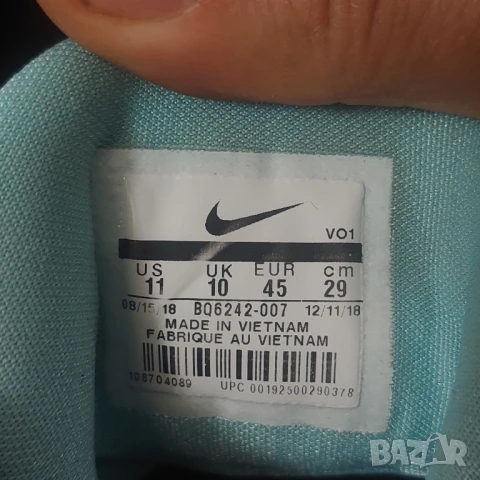 VO1
US UK EUR cm
11 10 45 29
08/15/18 BQ6242-007 12/11/18
MADE IN VIETNAM
FABRIQUE AU VIETNAM
108704089 UPC 00192500290378
BAZAR